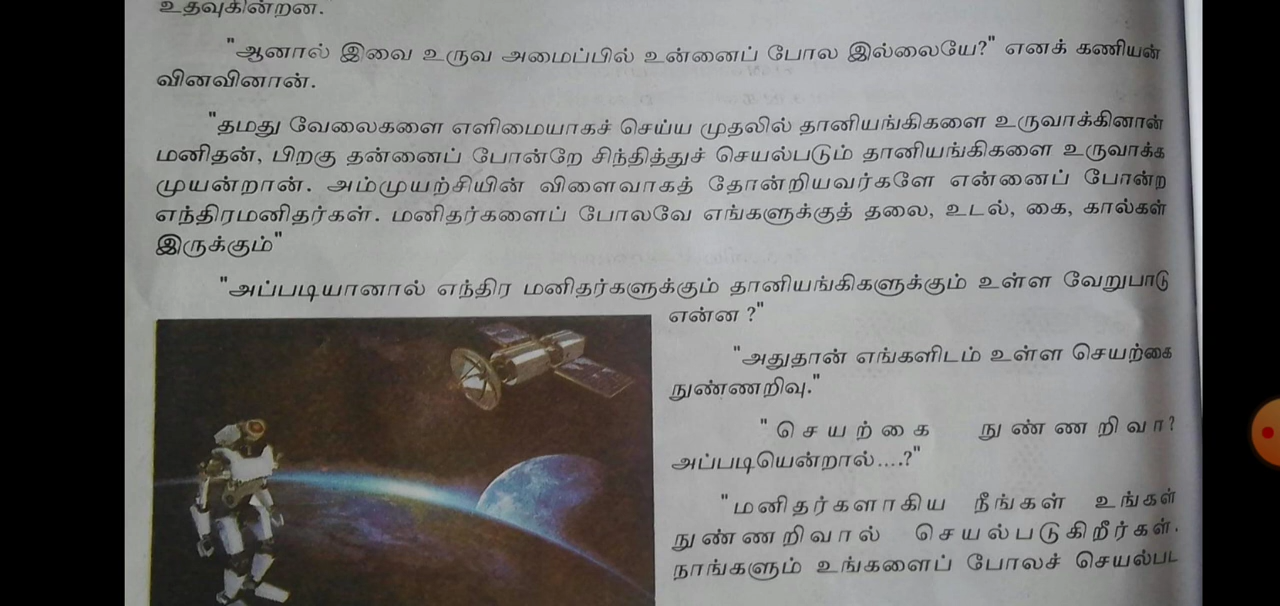 உதவுகின்றன.
"ஆனால் இவை உருவ அமைப்பில் உன்னைப் போல இல்லையே?" எனக் கணியன்
வினவினான்.
"தமது வேலைகளை எளிமையாகச் செய்ய முதலில் தானியங்கிகளை உருவாக்கினான்
மனிதன், பிறகு தன்னைப் போன்றே சிந்தித்துச் செயல்படும் தானியங்கிகளை உருவாக்க
முயன்றான். அம்முயற்சியின் விளைவாகத் தோன்றியவர்களே என்னைப் போன்ற
எந்திரமனிதர்கள். மனிதர்களைப் போலவே எங்களுக்குத் தலை, உடல், கை, கால்கள்
இருக்கும்"
"அப்படியானால் எந்திர மனிதர்களுக்கும் தானியங்கிகளுக்கும் உள்ள வேறுபாடு
என்ன ?"
"அதுதான் எங்களிடம் உள்ள செயற்கை
நுண்ணறிவு."
"செயற்கை நுண்ணறிவா?
அப்படியென்றால்....?"
"மனிதர்களாகிய நீங்கள் உங்கள்
நுண்ணறிவால் செயல்படுகிறீர்கள்.
நாங்களும் உங்களைப் போலச் செயல்பட